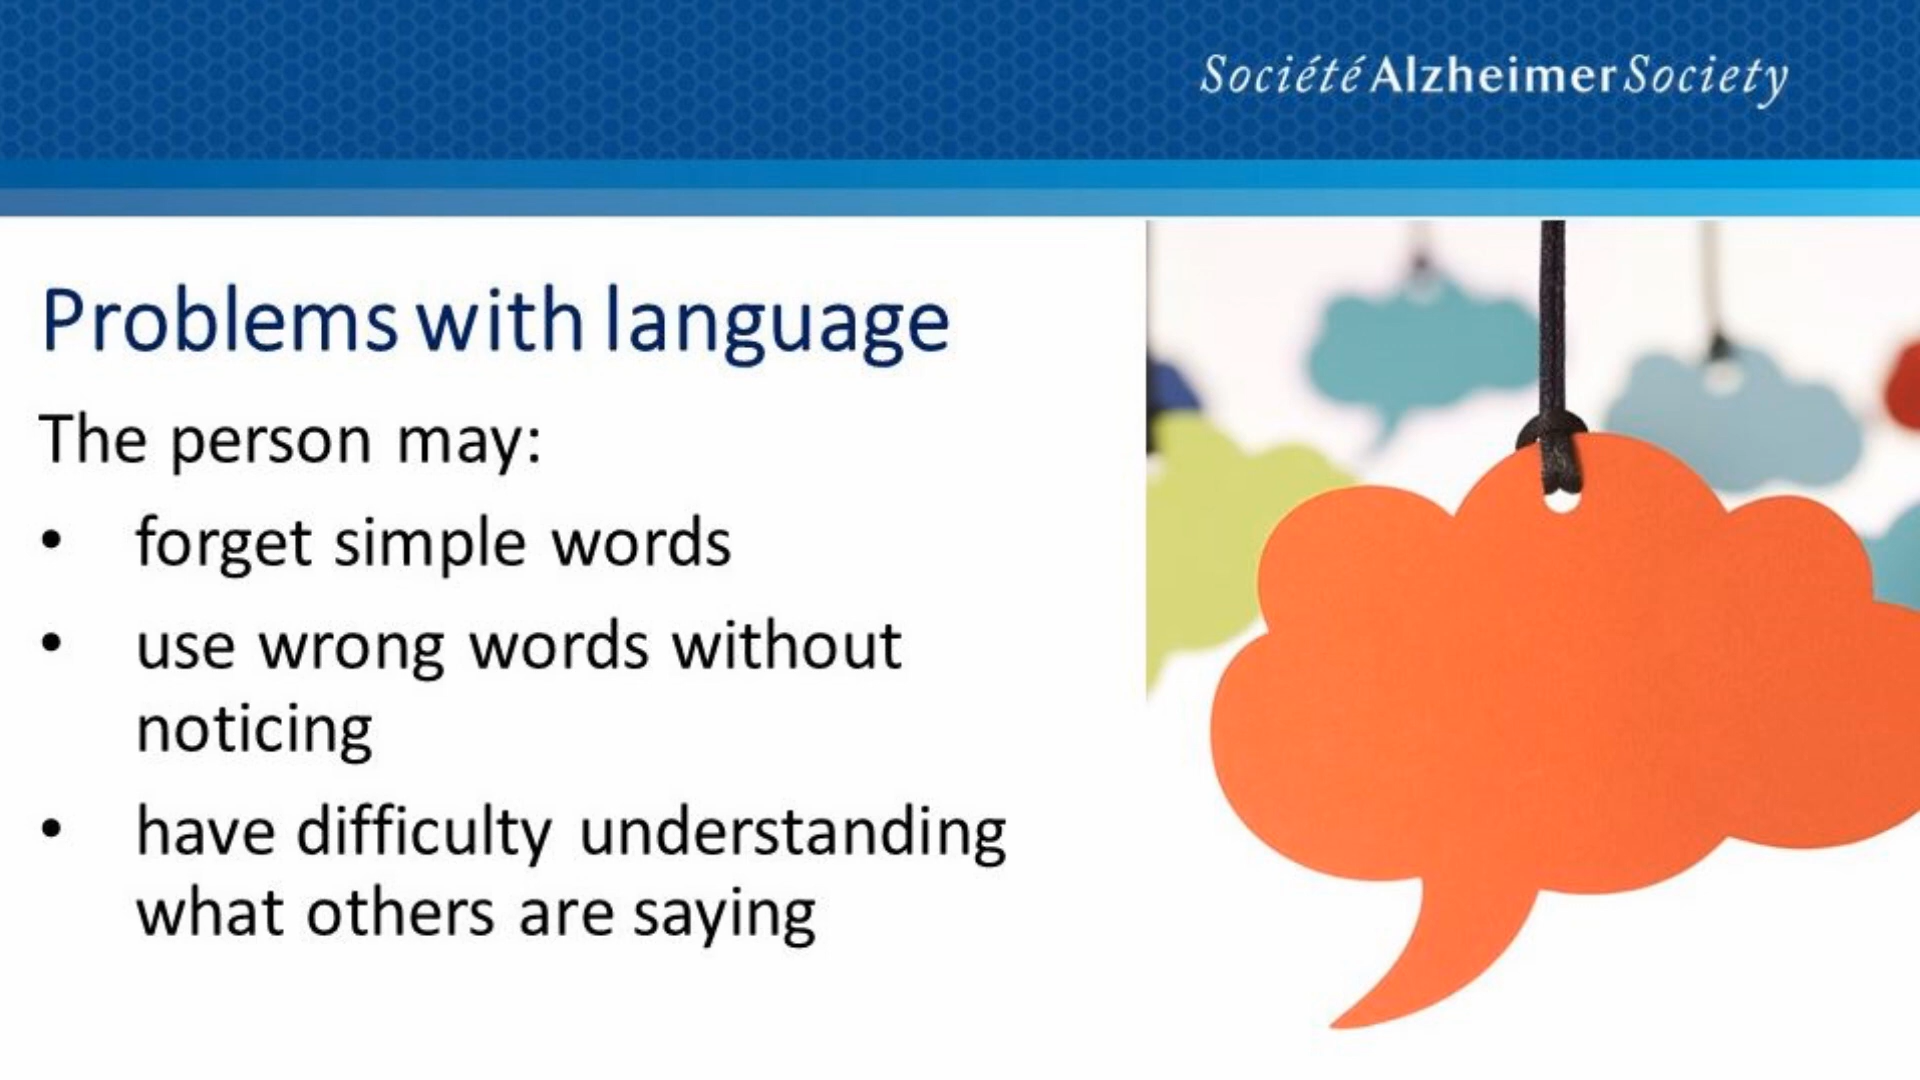 Société Alzheimer Society
Problems with language
The person may:
• forget simple words
• use wrong words without
noticing
• have difficulty understanding
what others are saying